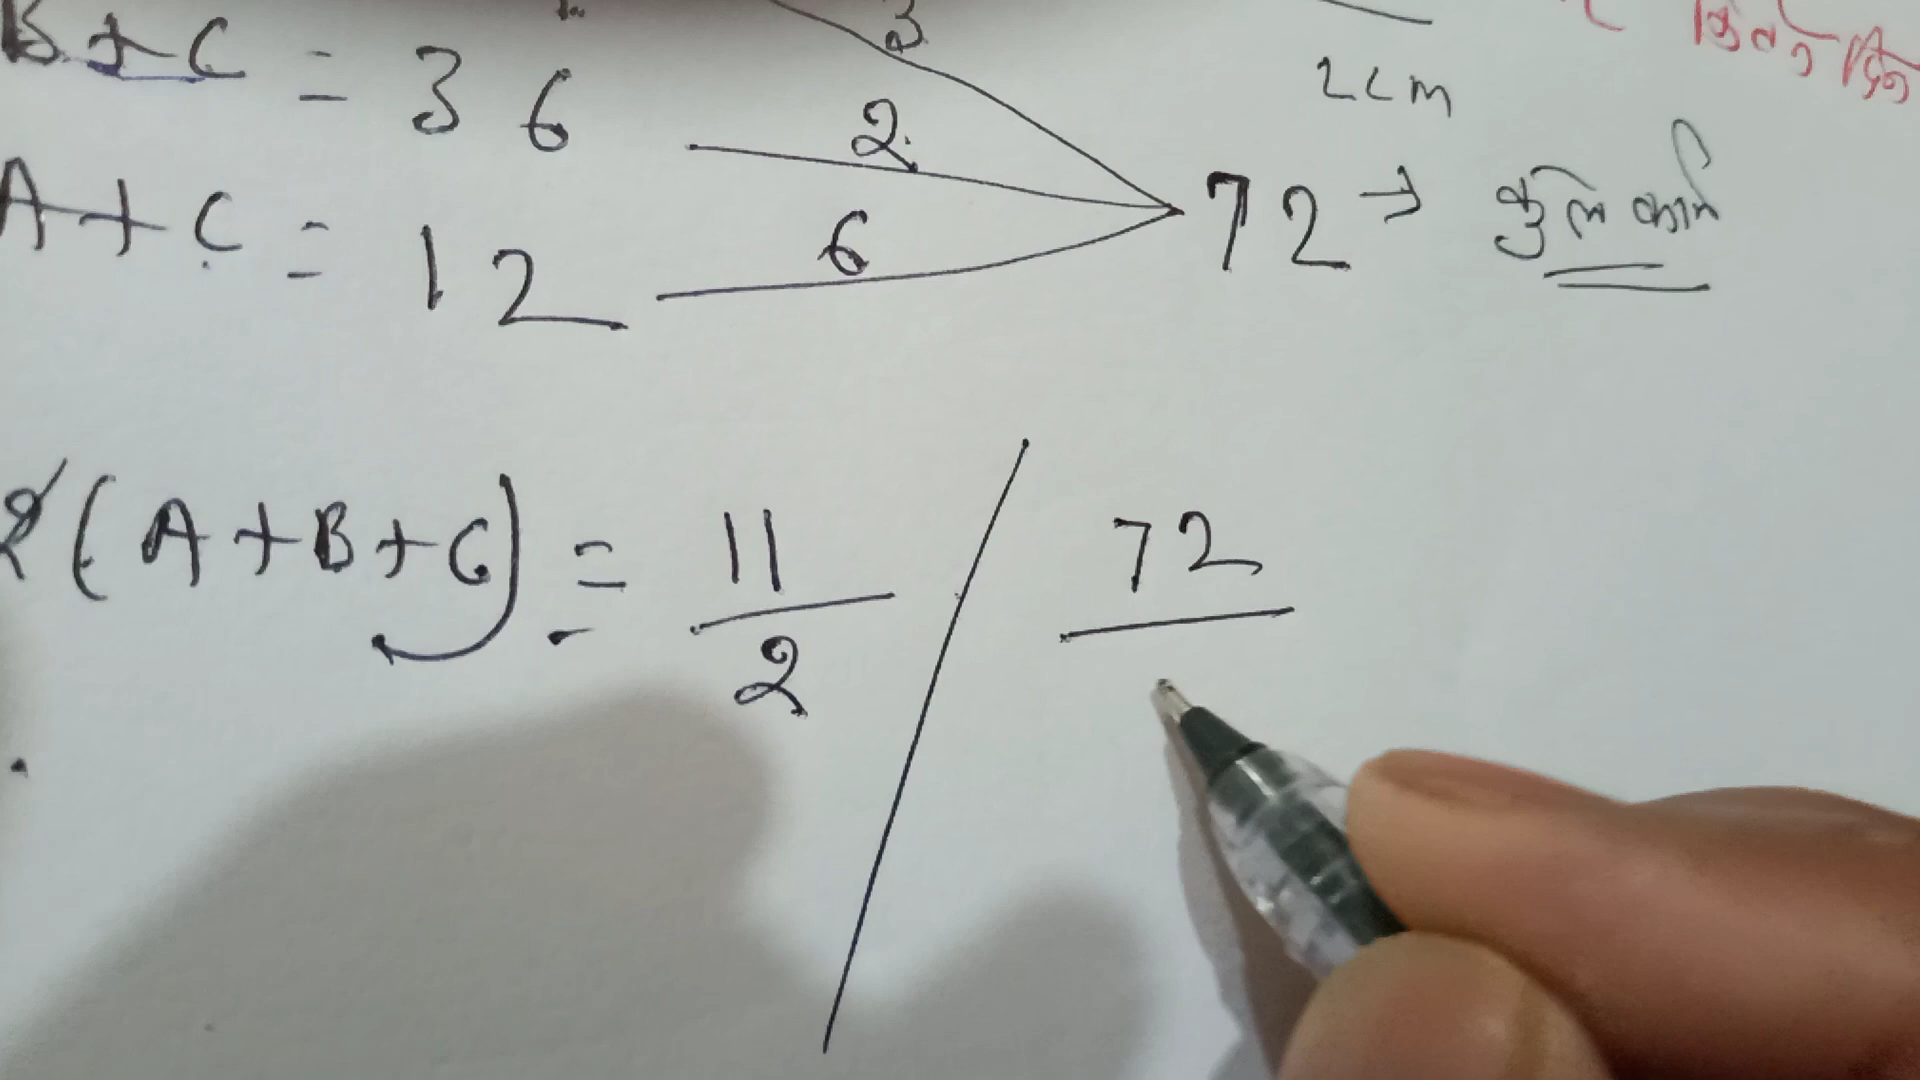 B+C = 36 2
3
LCM
A+C = 12 6
72 → कुल कार्य
2(A+B+C) = 11/2 / 72